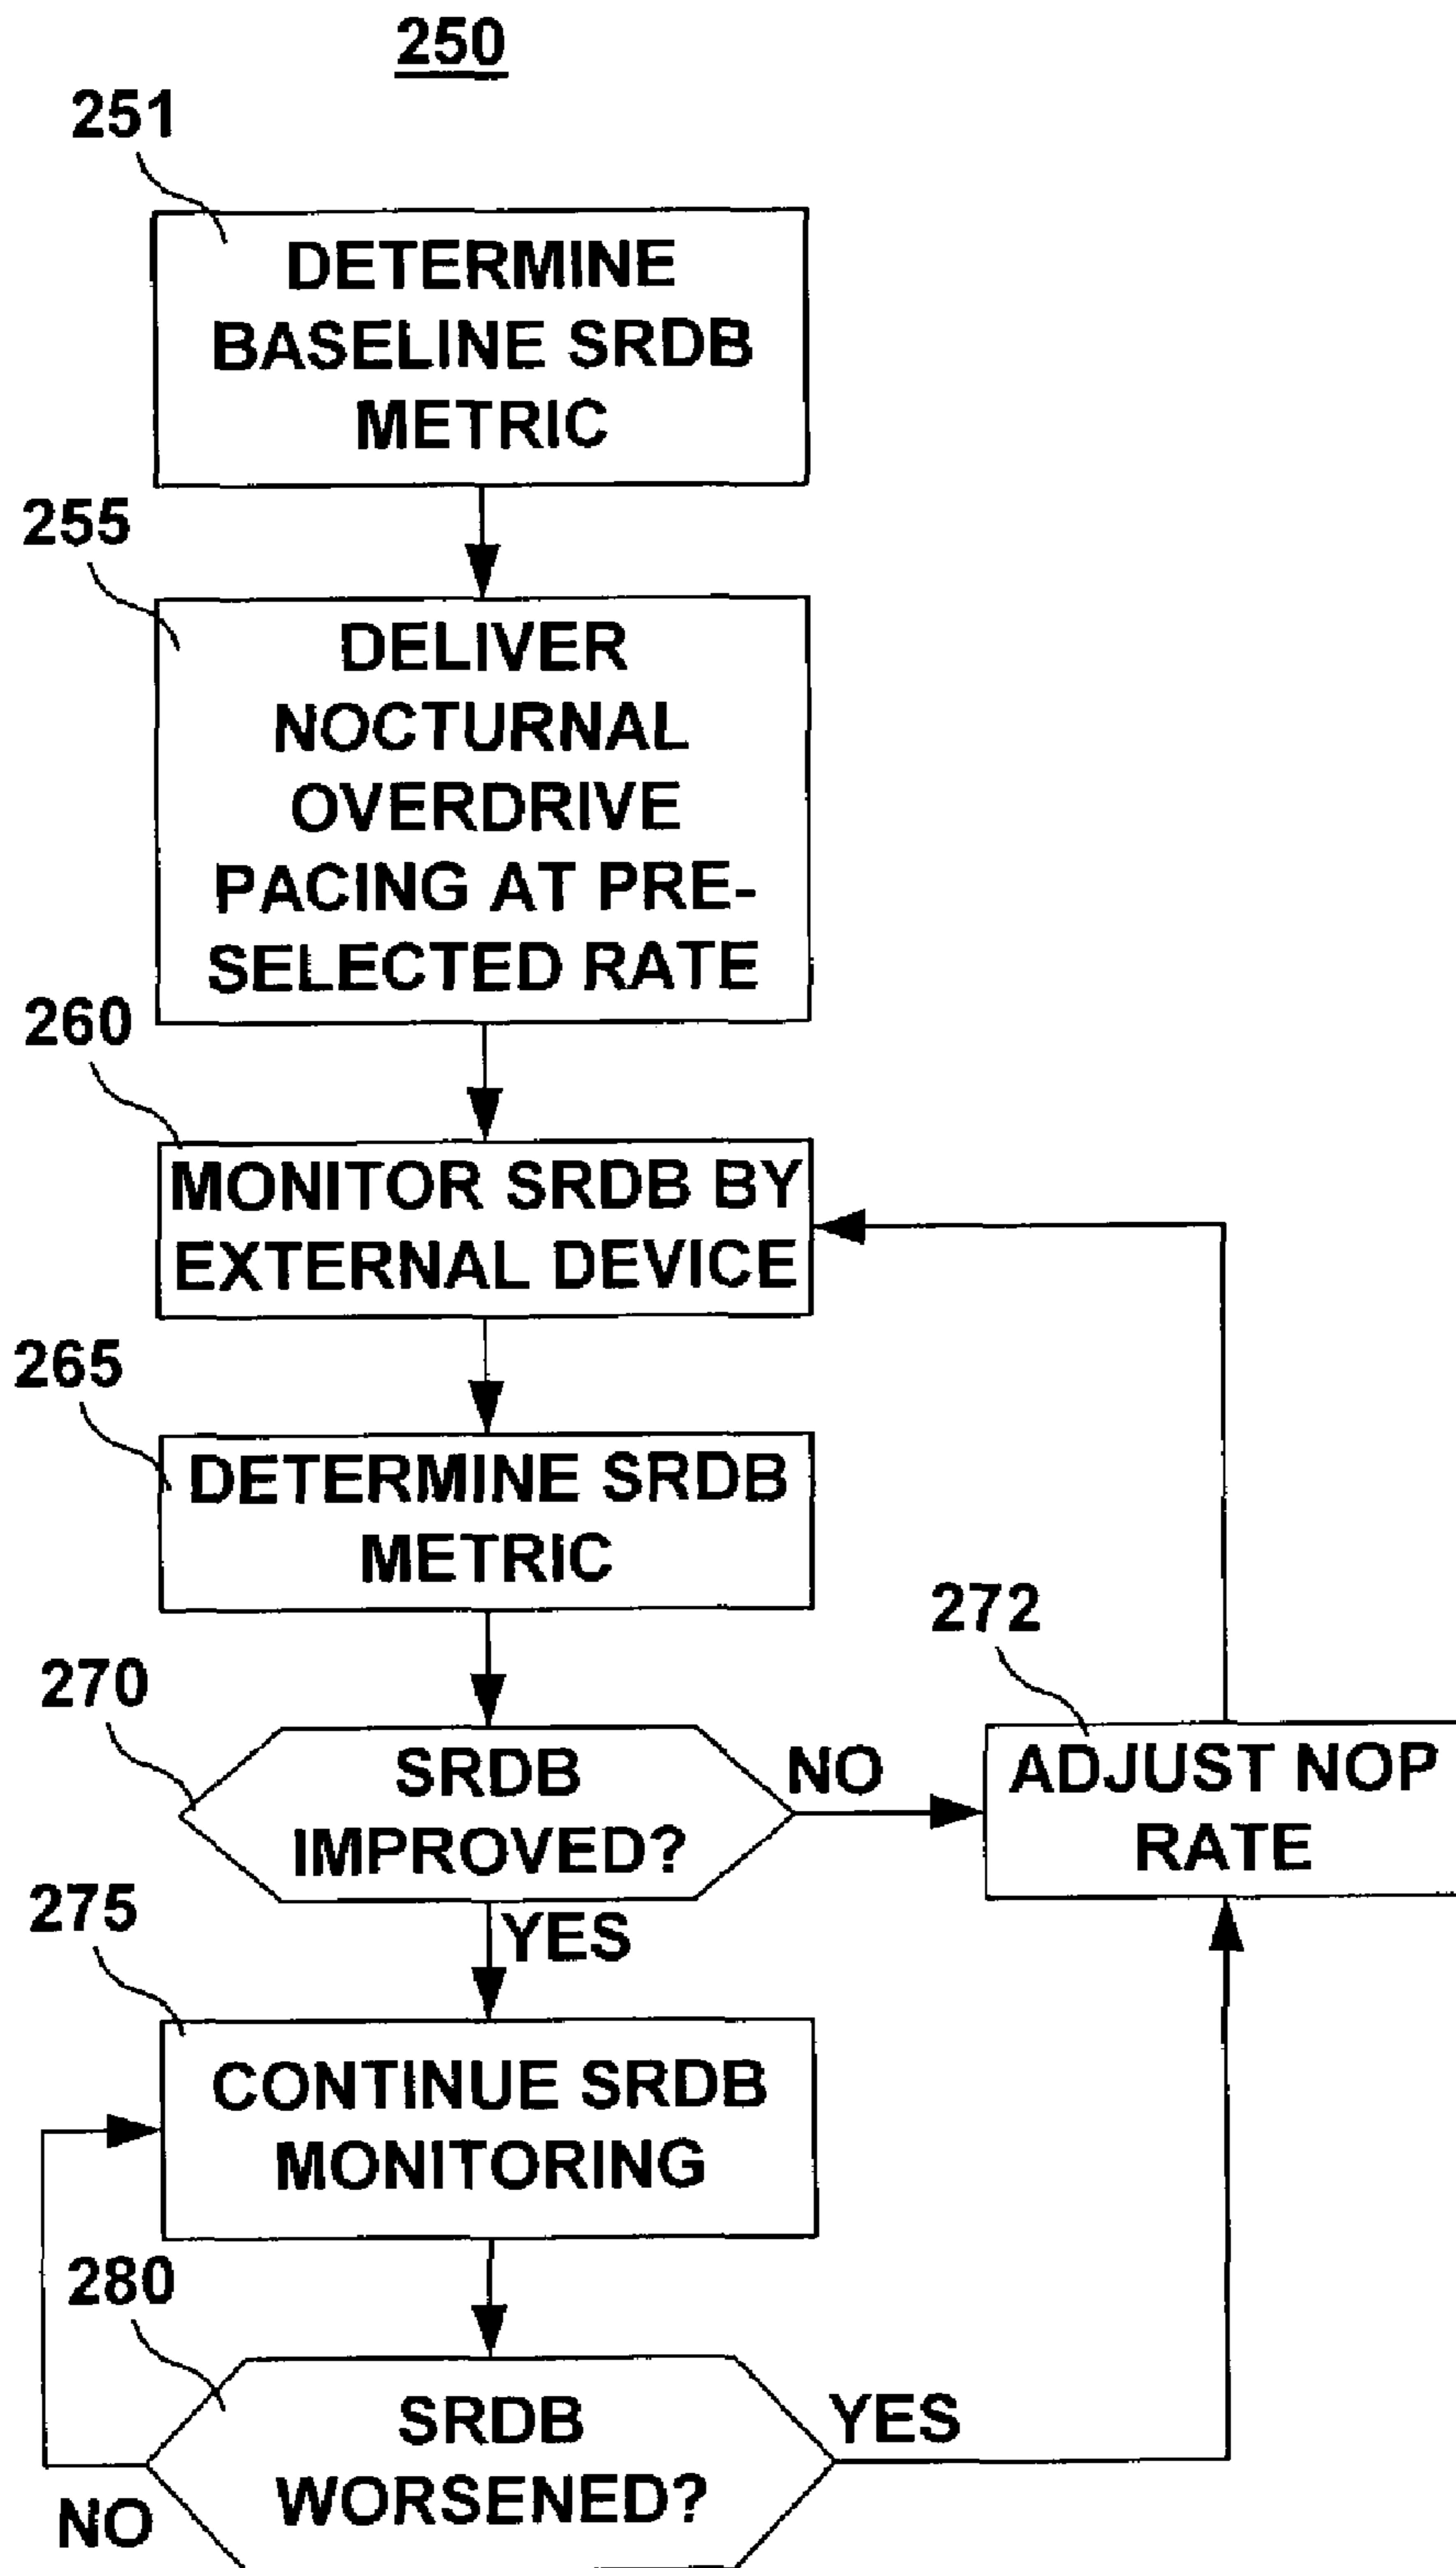 250
251
DETERMINE
BASELINE SRDB
METRIC
255
DELIVER
NOCTURNAL
OVERDRIVE
PACING AT PRE-
SELECTED RATE
260
MONITOR SRDB BY
EXTERNAL DEVICE
265
DETERMINE SRDB
METRIC
270
SRDB
IMPROVED?
NO
272
ADJUST NOP
RATE
YES
275
CONTINUE SRDB
MONITORING
280
SRDB
WORSENED?
YES
NO